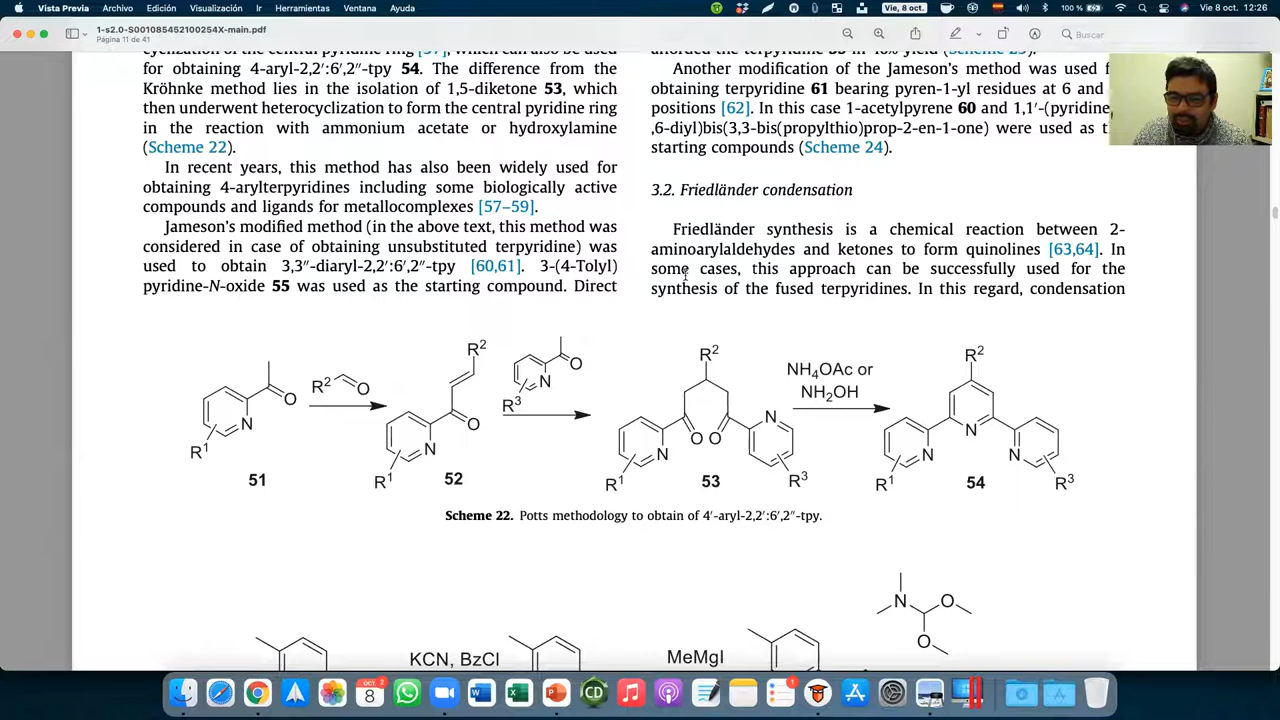 Vista Previa Archivo Edición Visualización Ir Herramientas Ventana Ayuda
Vie, 8 oct. 100 % Vie 8 oct. 12:26
1-s2.0-S001085452100254X-main.pdf
Página 11 de 41
Buscar
for obtaining 4-aryl-2,2′:6′,2″-tpy 54. The difference from the
Kröhnke method lies in the isolation of 1,5-diketone 53, which
then underwent heterocyclization to form the central pyridine ring
in the reaction with ammonium acetate or hydroxylamine
(Scheme 22).
In recent years, this method has also been widely used for
obtaining 4-arylterpyridines including some biologically active
compounds and ligands for metallocomplexes [57–59].
Jameson's modified method (in the above text, this method was
considered in case of obtaining unsubstituted terpyridine) was
used to obtain 3,3″-diaryl-2,2′:6′,2″-tpy [60,61]. 3-(4-Tolyl)
pyridine-N-oxide 55 was used as the starting compound. Direct
Another modification of the Jameson's method was used
obtaining terpyridine 61 bearing pyren-1-yl residues at 6 and
positions [62]. In this case 1-acetylpyrene 60 and 1,1′-(pyridine
,6-diyl)bis(3,3-bis(propylthio)prop-2-en-1-one) were used as
starting compounds (Scheme 24).
3.2. Friedländer condensation
Friedländer synthesis is a chemical reaction between 2-
aminoarylaldehydes and ketones to form quinolines [63,64]. In
some cases, this approach can be successfully used for the
synthesis of the fused terpyridines. In this regard, condensation
R² O
R² O N R³
R² NH₄OAc or R²
NH₂OH
R¹ N O
R¹ N O
R¹ N O O N R³
R¹ N N N R³
51 52 53 54
Scheme 22. Potts methodology to obtain of 4′-aryl-2,2′:6′,2″-tpy.
N O
O
KCN, BzCl MeMgI
OCT. 2
8
CD
1